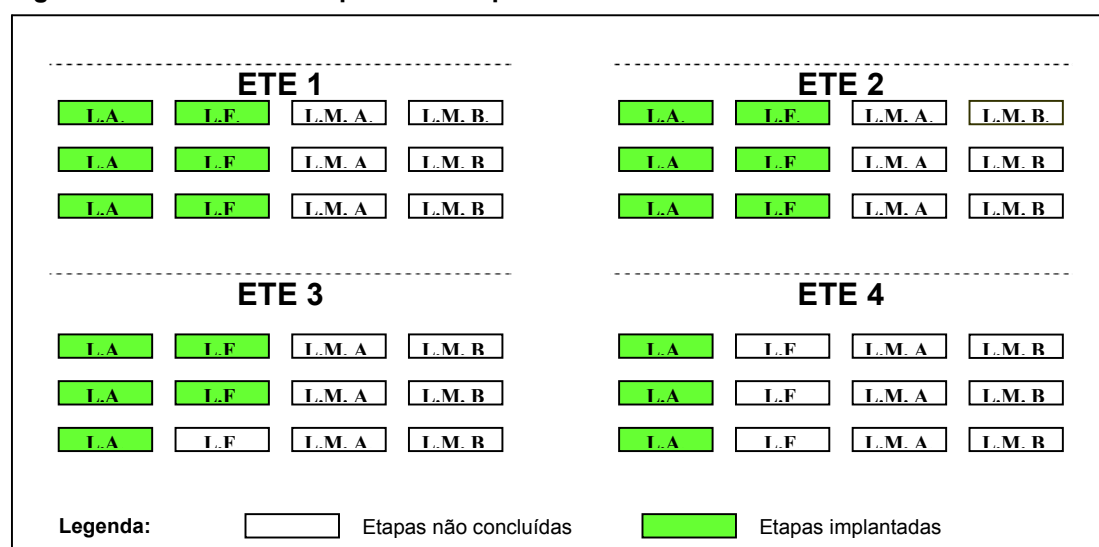 ETE 1
L.A. L.F. L.M. A. L.M. B.
L.A L.F L.M. A L.M. B
L.A L.F L.M. A L.M. B
ETE 2
L.A. L.F. L.M. A. L.M. B.
L.A L.F L.M. A L.M. B
L.A L.F L.M. A L.M. B
ETE 3
L.A L.F L.M. A L.M. B
L.A L.F L.M. A L.M. B
L.A L.F L.M. A L.M. B
ETE 4
L.A L.F L.M. A L.M. B
L.A L.F L.M. A L.M. B
L.A L.F L.M. A L.M. B
Legenda: Etapas não concluídas Etapas implantadas